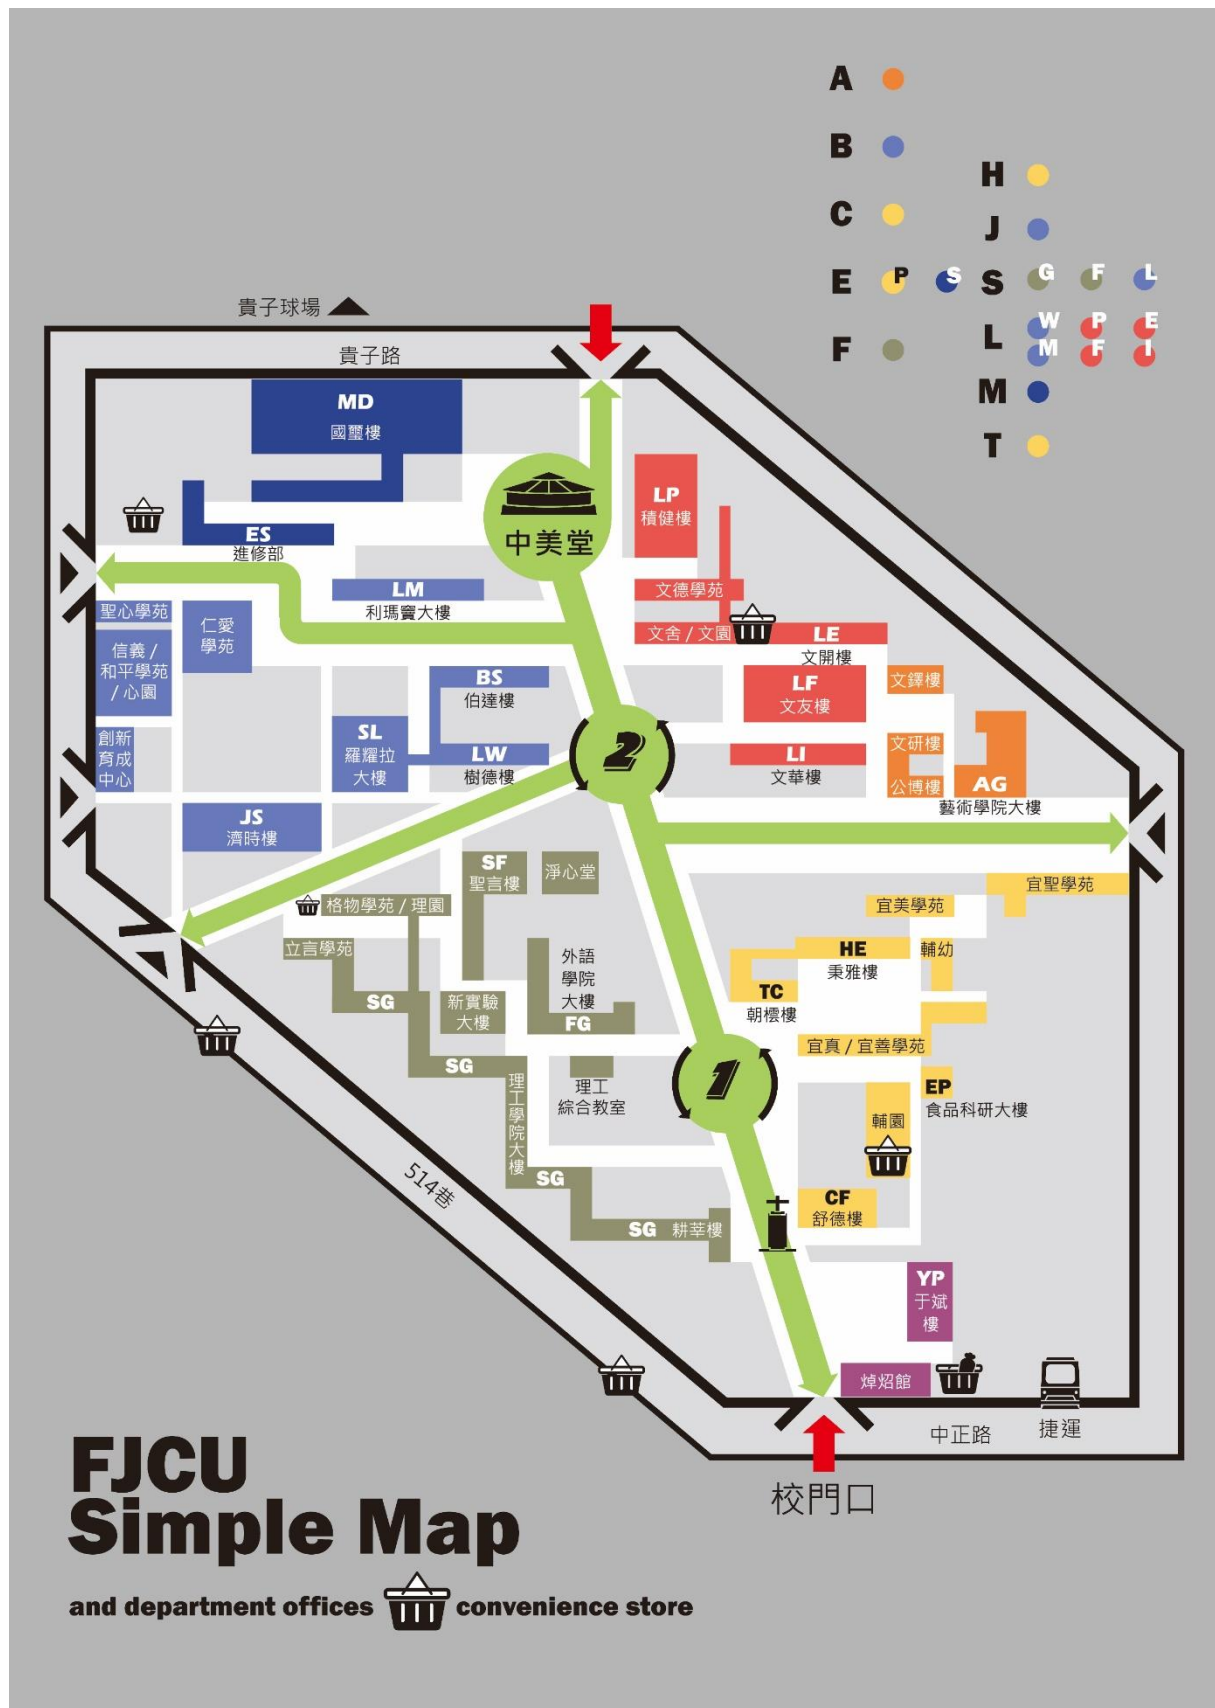 A
B
H
C
J
E P S
S G F L
F
L W P E
M F I
M
T
貴子球場
貴子路
MD
國璽樓
中美堂
LP
積健樓
ES
進修部
LM
利瑪竇大樓
文德學苑
聖心學苑
仁愛
學苑
信義 /
和平學苑
/ 心園
文舍 / 文園
LE
文開樓
BS
伯達樓
LF
文友樓
文鐸樓
SL
羅耀拉
大樓
LW
樹德樓
2
LI
文華樓
文研樓
公博樓
AG
藝術學院大樓
創新
育成
中心
JS
濟時樓
SF
聖言樓
淨心堂
宜聖學苑
格物學苑 / 理園
宜美學苑
立言學苑
外語
學院
大樓
FG
HE
秉雅樓
輔幼
SG
新實驗
大樓
TC
朝橒樓
宜真 / 宜善學苑
SG
理工學院大樓
理工
綜合教室
1
EP
食品科研大樓
輔園
514巷
SG
CF
舒德樓
SG 耕莘樓
YP
于斌
樓
焯炤館
中正路
捷運
校門口
FJCU
Simple Map
and department offices convenience store